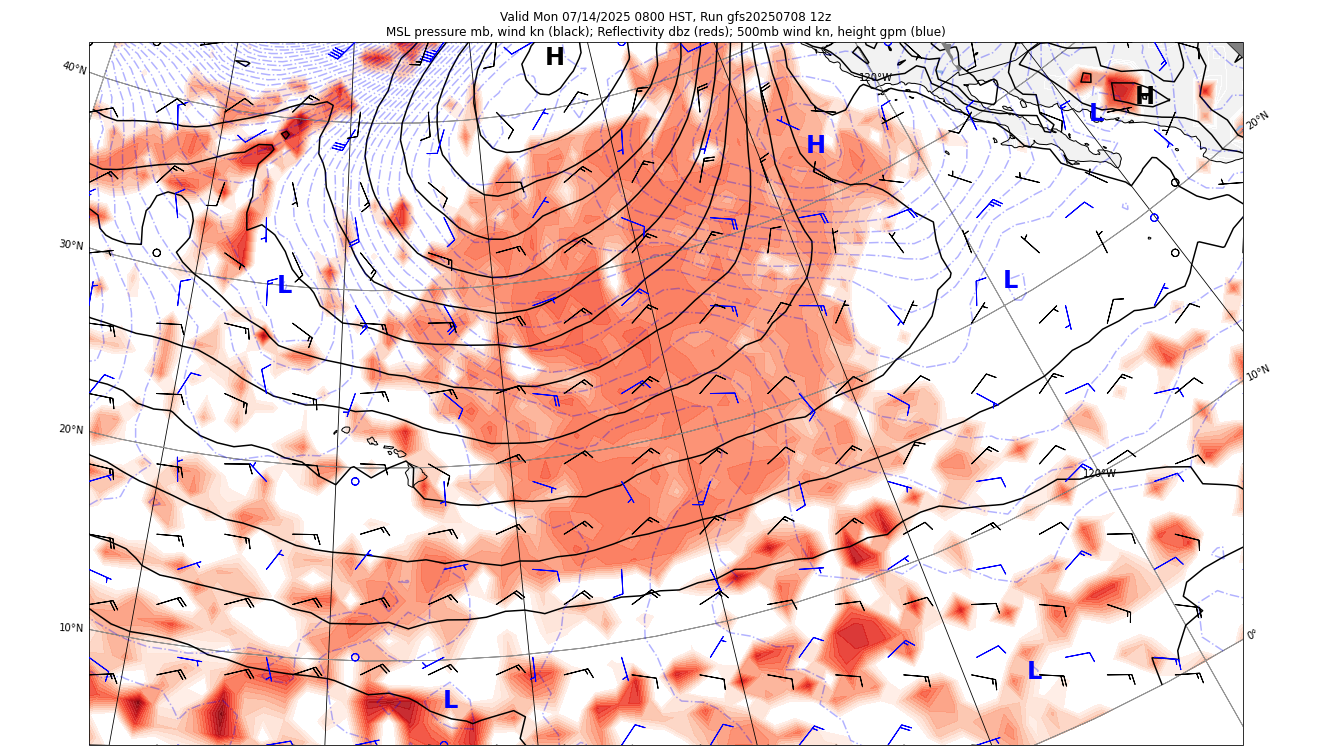 Valid Mon 07/14/2025 0800 HST, Run gfs20250708 12z
MSL pressure mb, wind kn (black); Reflectivity dbz (reds); 500mb wind kn, height gpm (blue)
H
40°N
120°W
H
L
20°N
H
30°N
L
L
10°N
20°N
120°W
10°N
0°
L
L